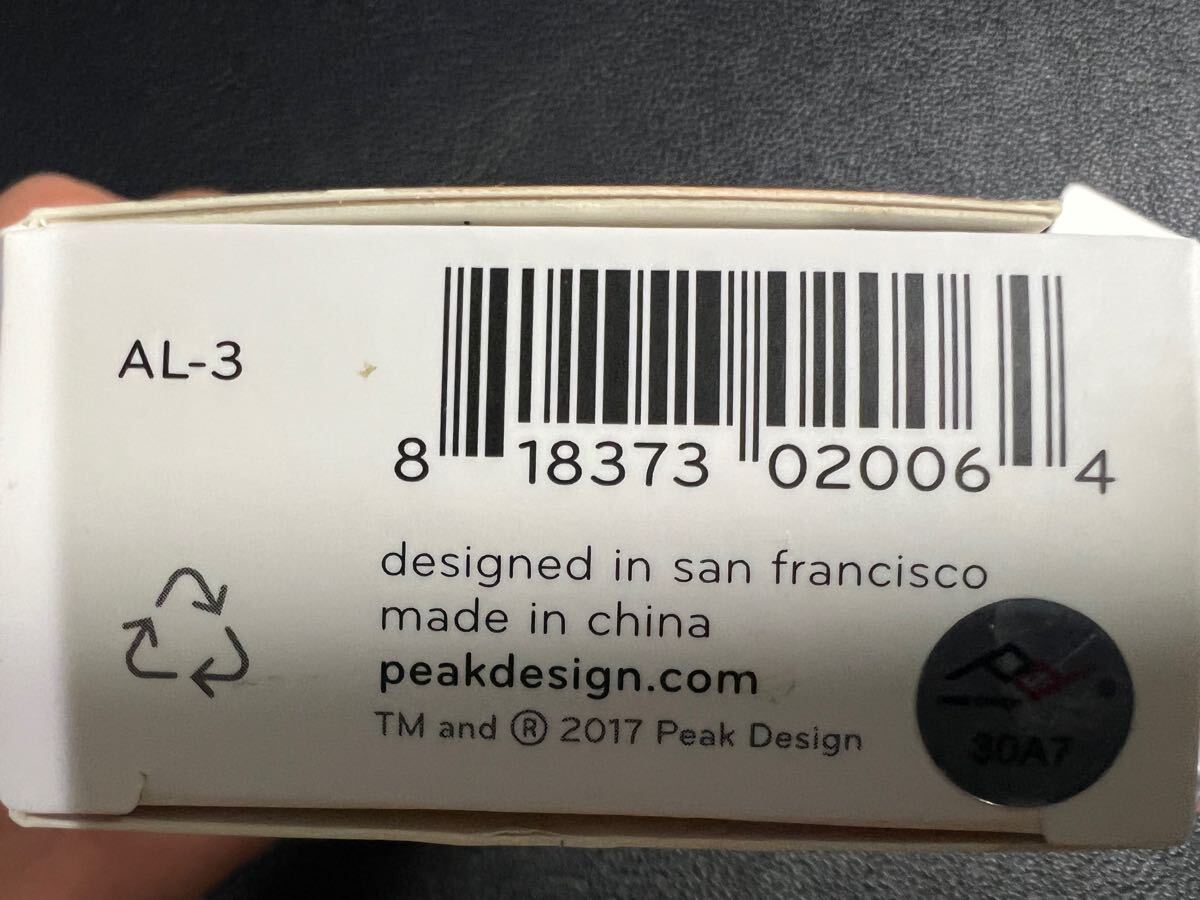 AL-3
8 18373 02006 4
designed in san francisco
made in china
peakdesign.com
TM and ® 2017 Peak Design
30A7